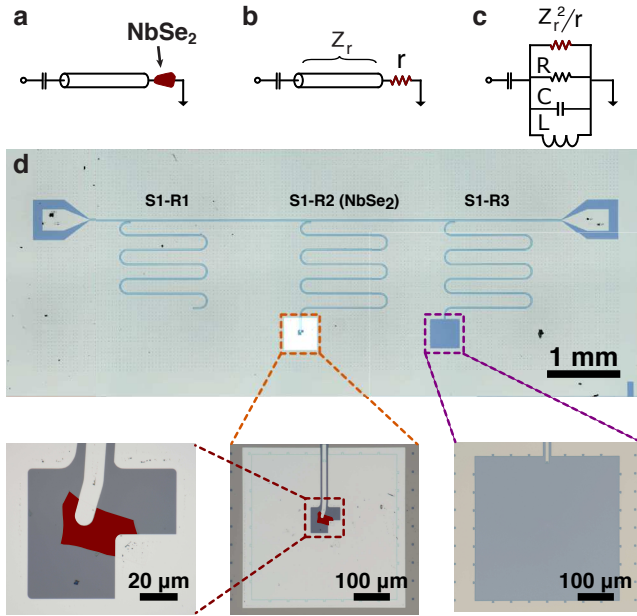 a
b
c
NbSe₂
Zᵣ
r
Zᵣ²/r
R
C
L
d
S1-R1
S1-R2 (NbSe₂)
S1-R3
1 mm
20 µm
100 µm
100 µm